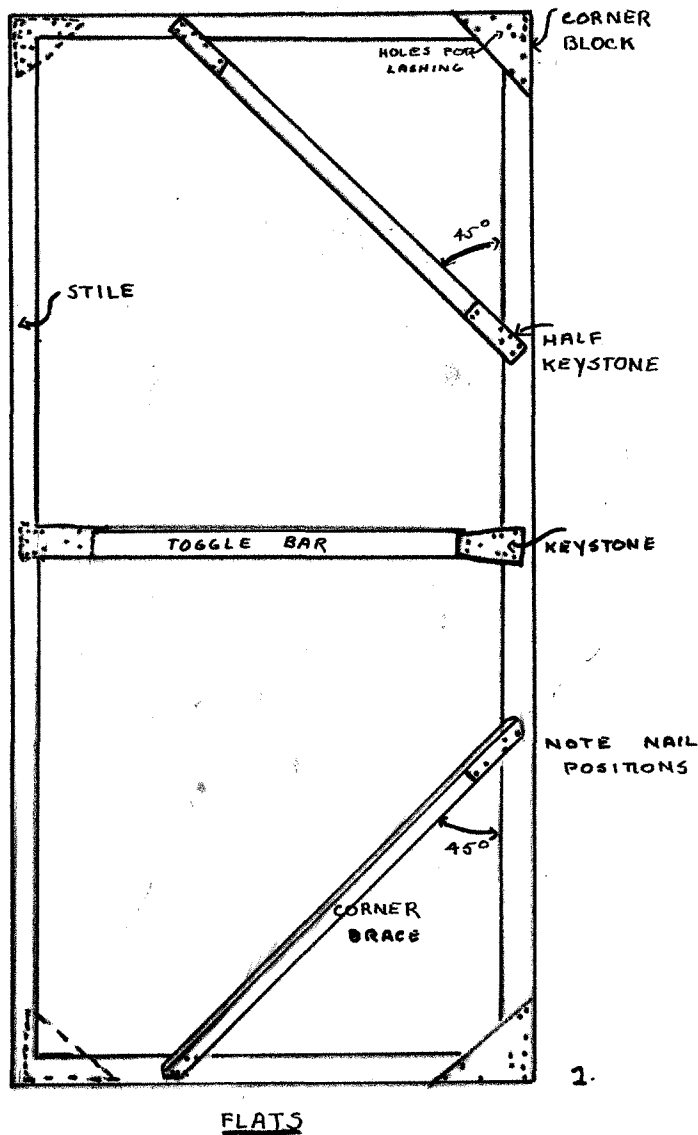 CORNER
BLOCK
HOLES FOR
LASHING
45°
STILE
HALF
KEYSTONE
TOGGLE BAR
KEYSTONE
NOTE NAIL
POSITIONS
45°
CORNER
BRACE
1.
FLATS